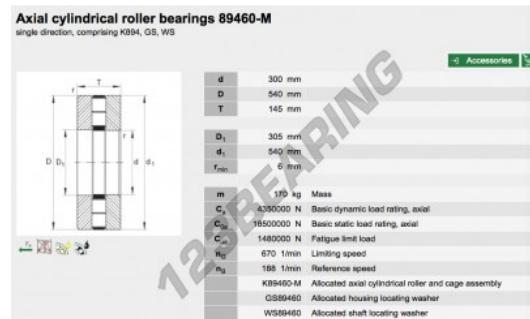 Axial cylindrical roller bearings 89460-M
single direction, comprising K894, GS, WS
Accessories
d 300 mm
D 540 mm
T 145 mm
D₁ 305 mm
d₁ 540 mm
rmin 6 mm
m 170 kg Mass
Ca 4350000 N Basic dynamic load rating, axial
C0a 16500000 N Basic static load rating, axial
1480000 N Fatigue limit load
nG 670 1/min Limiting speed
188 1/min Reference speed
K89460-M Allocated axial cylindrical roller and cage assembly
GS89460 Allocated housing locating washer
WS89460 Allocated shaft locating washer
T
r
r
D D₁ d d₁
123BEARING